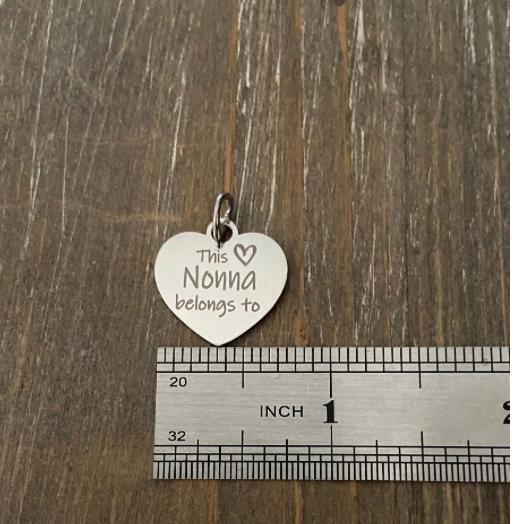 This ♡
Nonna
belongs to
20
INCH 1 2
32